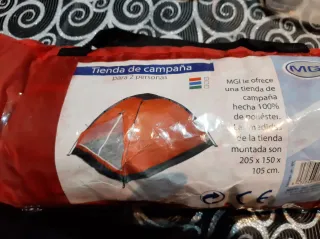 Tienda de campaña
para 2 personas
MGI
MGI le ofrece
una tienda de
campaña
hecha 100%
de poliéster.
de la tienda
montada son
205 x 150 x
105 cm.
CE